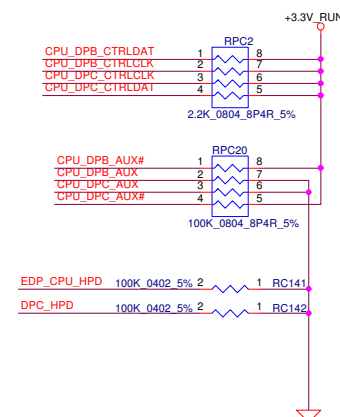 +3.3V_RUN
RPC2
CPU_DPB_CTRLDAT 1 8
CPU_DPB_CTRLCLK 2 7
CPU_DPC_CTRLCLK 3 6
CPU_DPC_CTRLDAT 4 5
2.2K_0804_8P4R_5%
RPC20
CPU_DPB_AUX# 1 8
CPU_DPB_AUX 2 7
CPU_DPC_AUX 3 6
CPU_DPC_AUX# 4 5
100K_0804_8P4R_5%
EDP_CPU_HPD 100K_0402_5% 2 1 RC141
DPC_HPD 100K_0402_5% 2 1 RC142